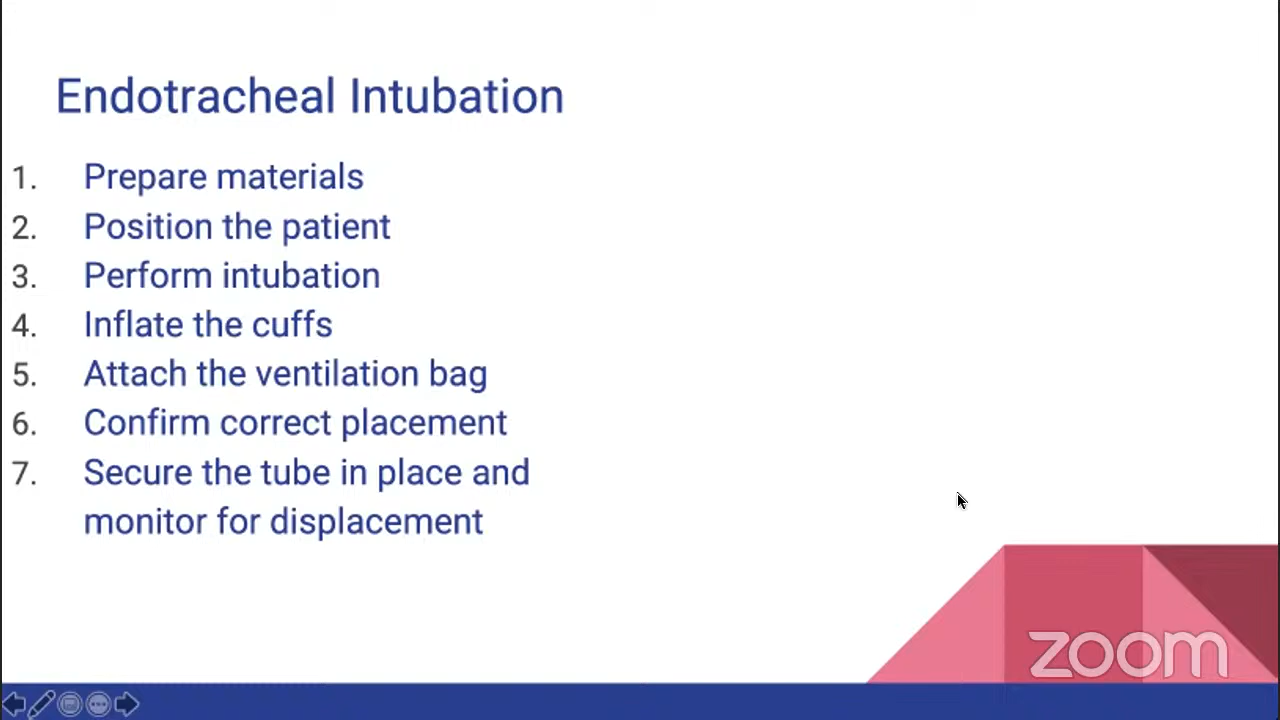 Endotracheal Intubation
1. Prepare materials
2. Position the patient
3. Perform intubation
4. Inflate the cuffs
5. Attach the ventilation bag
6. Confirm correct placement
7. Secure the tube in place and
monitor for displacement
zoom